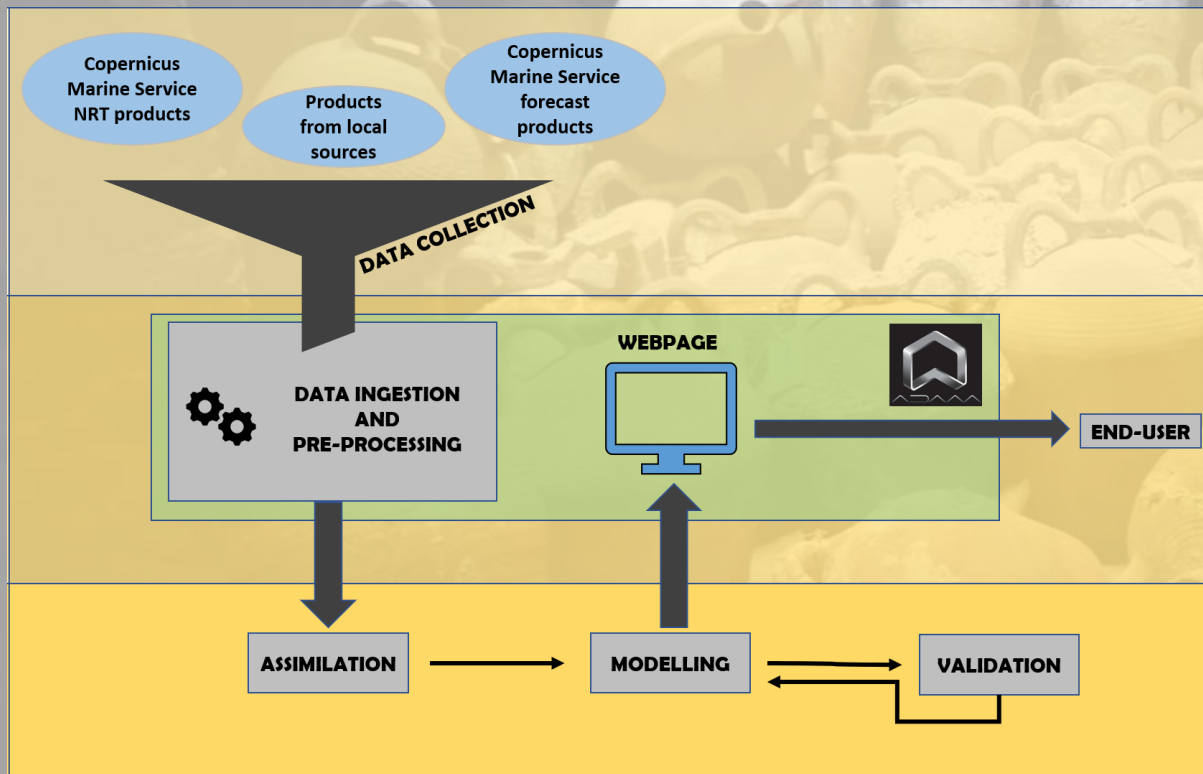 Copernicus
Marine Service
NRT products
Products
from local
sources
Copernicus
Marine Service
forecast
products
DATA COLLECTION
DATA INGESTION
AND
PRE-PROCESSING
WEBPAGE
ADAM
END-USER
ASSIMILATION
MODELLING
VALIDATION